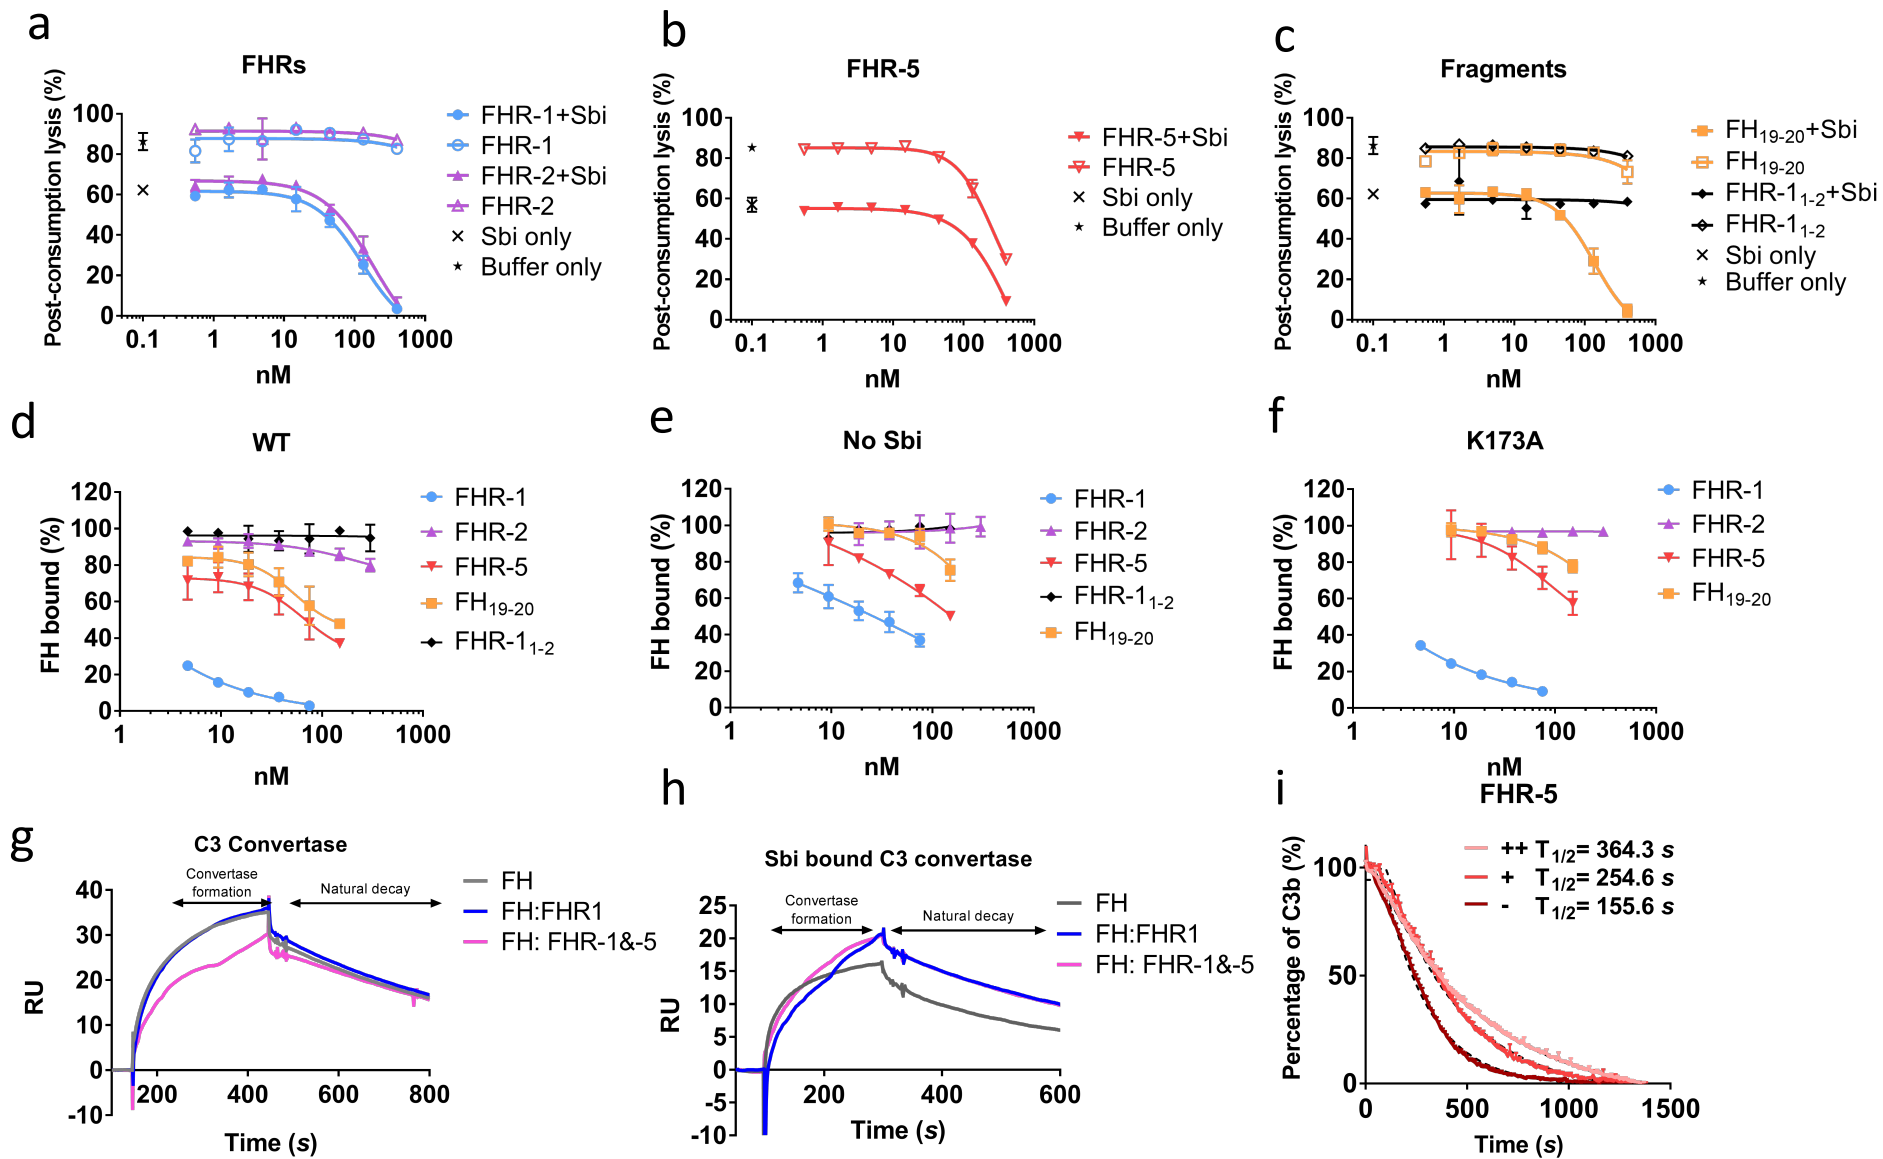 a
FHRs
Post-consumption lysis (%)
100
80
60
40
20
0
0.1 1 10 100 1000
nM
FHR-1+Sbi
FHR-1
FHR-2+Sbi
FHR-2
Sbi only
Buffer only
b
FHR-5
Post-consumption lysis (%)
100
80
60
40
20
0
0.1 1 10 100 1000
nM
FHR-5+Sbi
FHR-5
Sbi only
Buffer only
c
Fragments
Post-consumption lysis (%)
100
80
60
40
20
0
0.1 1 10 100 1000
nM
FH19-20+Sbi
FH19-20
FHR-11-2+Sbi
FHR-11-2
Sbi only
Buffer only
d
WT
FH bound (%)
120
100
80
60
40
20
0
1 10 100 1000
nM
FHR-1
FHR-2
FHR-5
FH19-20
FHR-11-2
e
No Sbi
FH bound (%)
120
100
80
60
40
20
0
1 10 100 1000
nM
FHR-1
FHR-2
FHR-5
FHR-11-2
FH19-20
f
K173A
FH bound (%)
120
100
80
60
40
20
0
1 10 100 1000
nM
FHR-1
FHR-2
FHR-5
FH19-20
g
C3 Convertase
Convertase
formation
Natural decay
RU
40
30
20
10
0
-10
200 400 600 800
Time (s)
FH
FH:FHR1
FH: FHR-1&-5
h
Sbi bound C3 convertase
Convertase
formation
Natural decay
RU
25
20
15
10
5
0
-5
-10
200 400 600
Time (s)
FH
FH:FHR1
FH: FHR-1&-5
i
FHR-5
Percentage of C3b (%)
100
50
0
0 500 1000 1500
Time (s)
++ T1/2= 364.3 s
+ T1/2= 254.6 s
- T1/2= 155.6 s